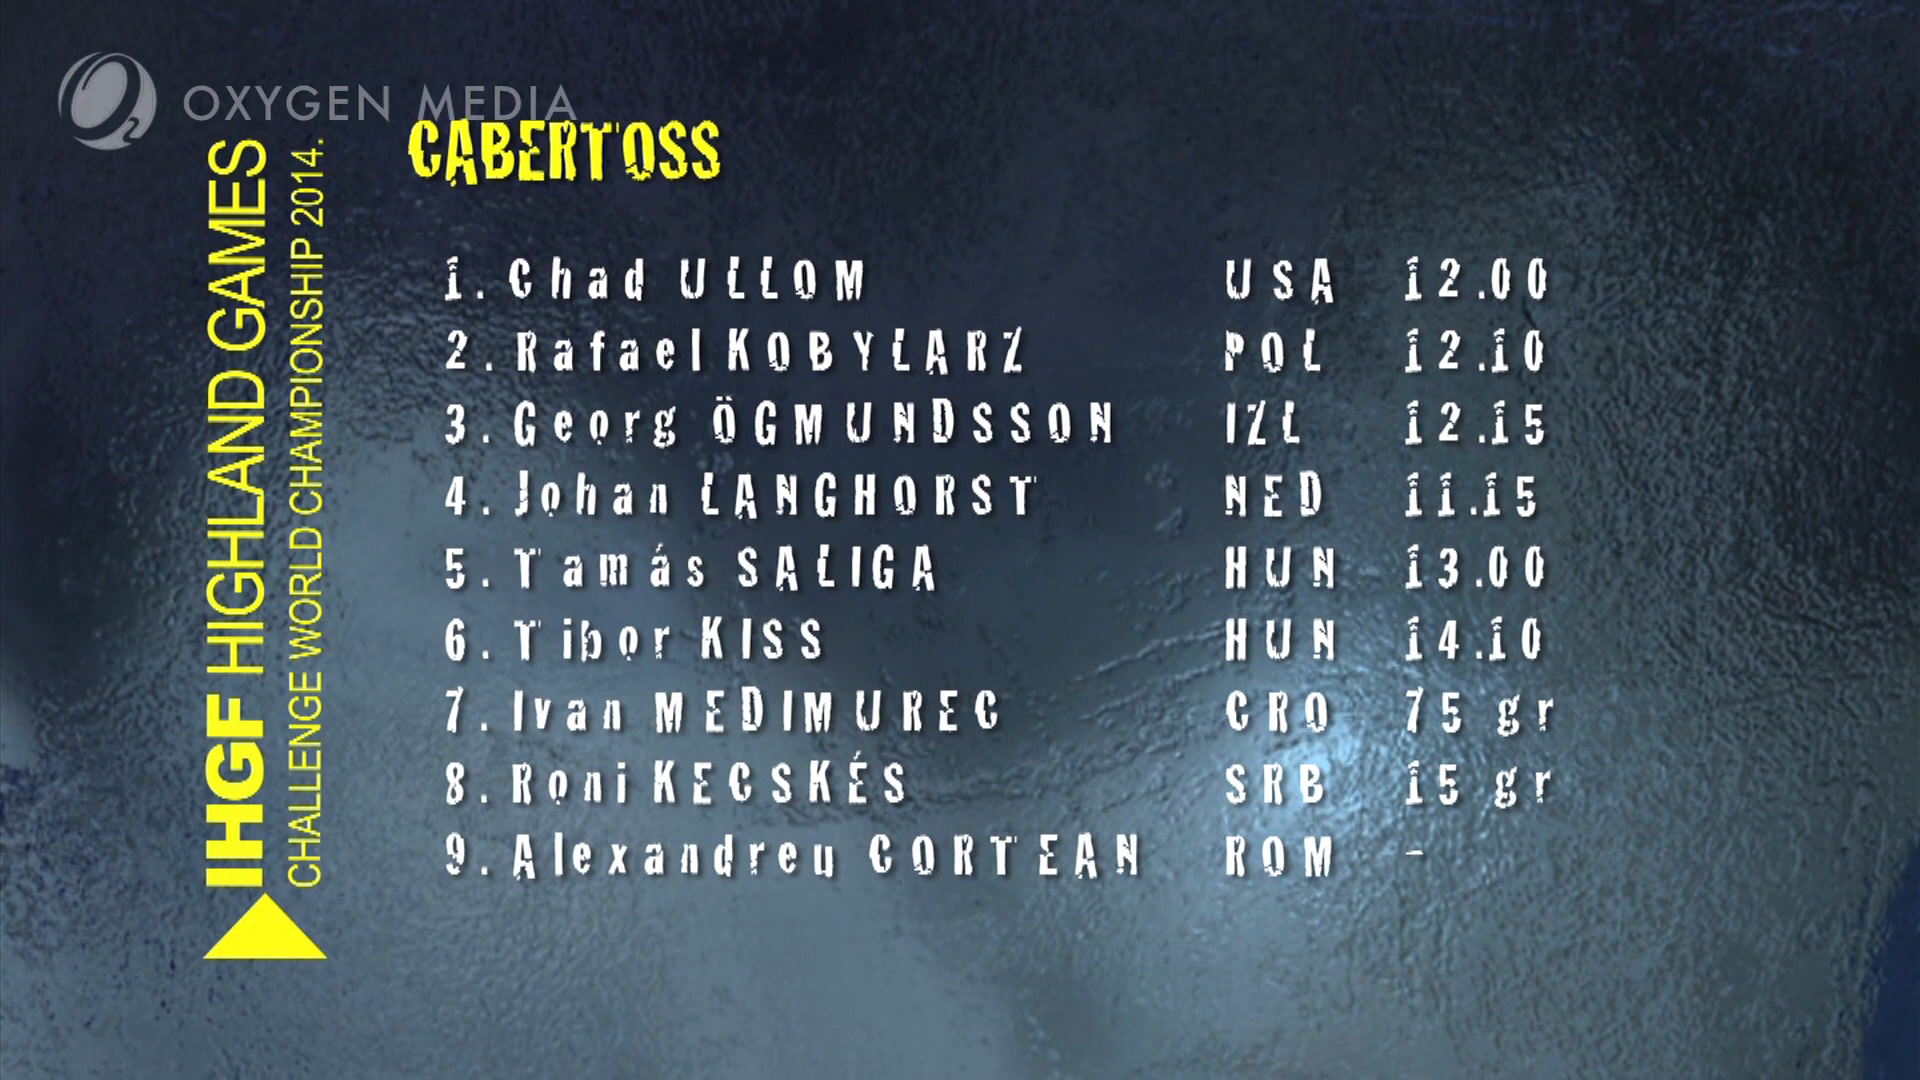 OXYGEN MEDIA
IHGF HIGHLAND GAMES
CHALLENGE WORLD CHAMPIONSHIP 2014.
CABERTOSS
1. Chad ULLOM USA 12.00
2. Rafael KOBYLARZ POL 12.10
3. Georg ÖGMUNDSSON IZL 12.15
4. Johan LANGHORST NED 11.15
5. Tamás SALIGA HUN 13.00
6. Tibor KISS HUN 14.10
7. Ivan MEDIMUREC CRO 75 gr
8. Roni KECSKÉS SRB 15 gr
9. Alexandreu CORTEAN ROM -